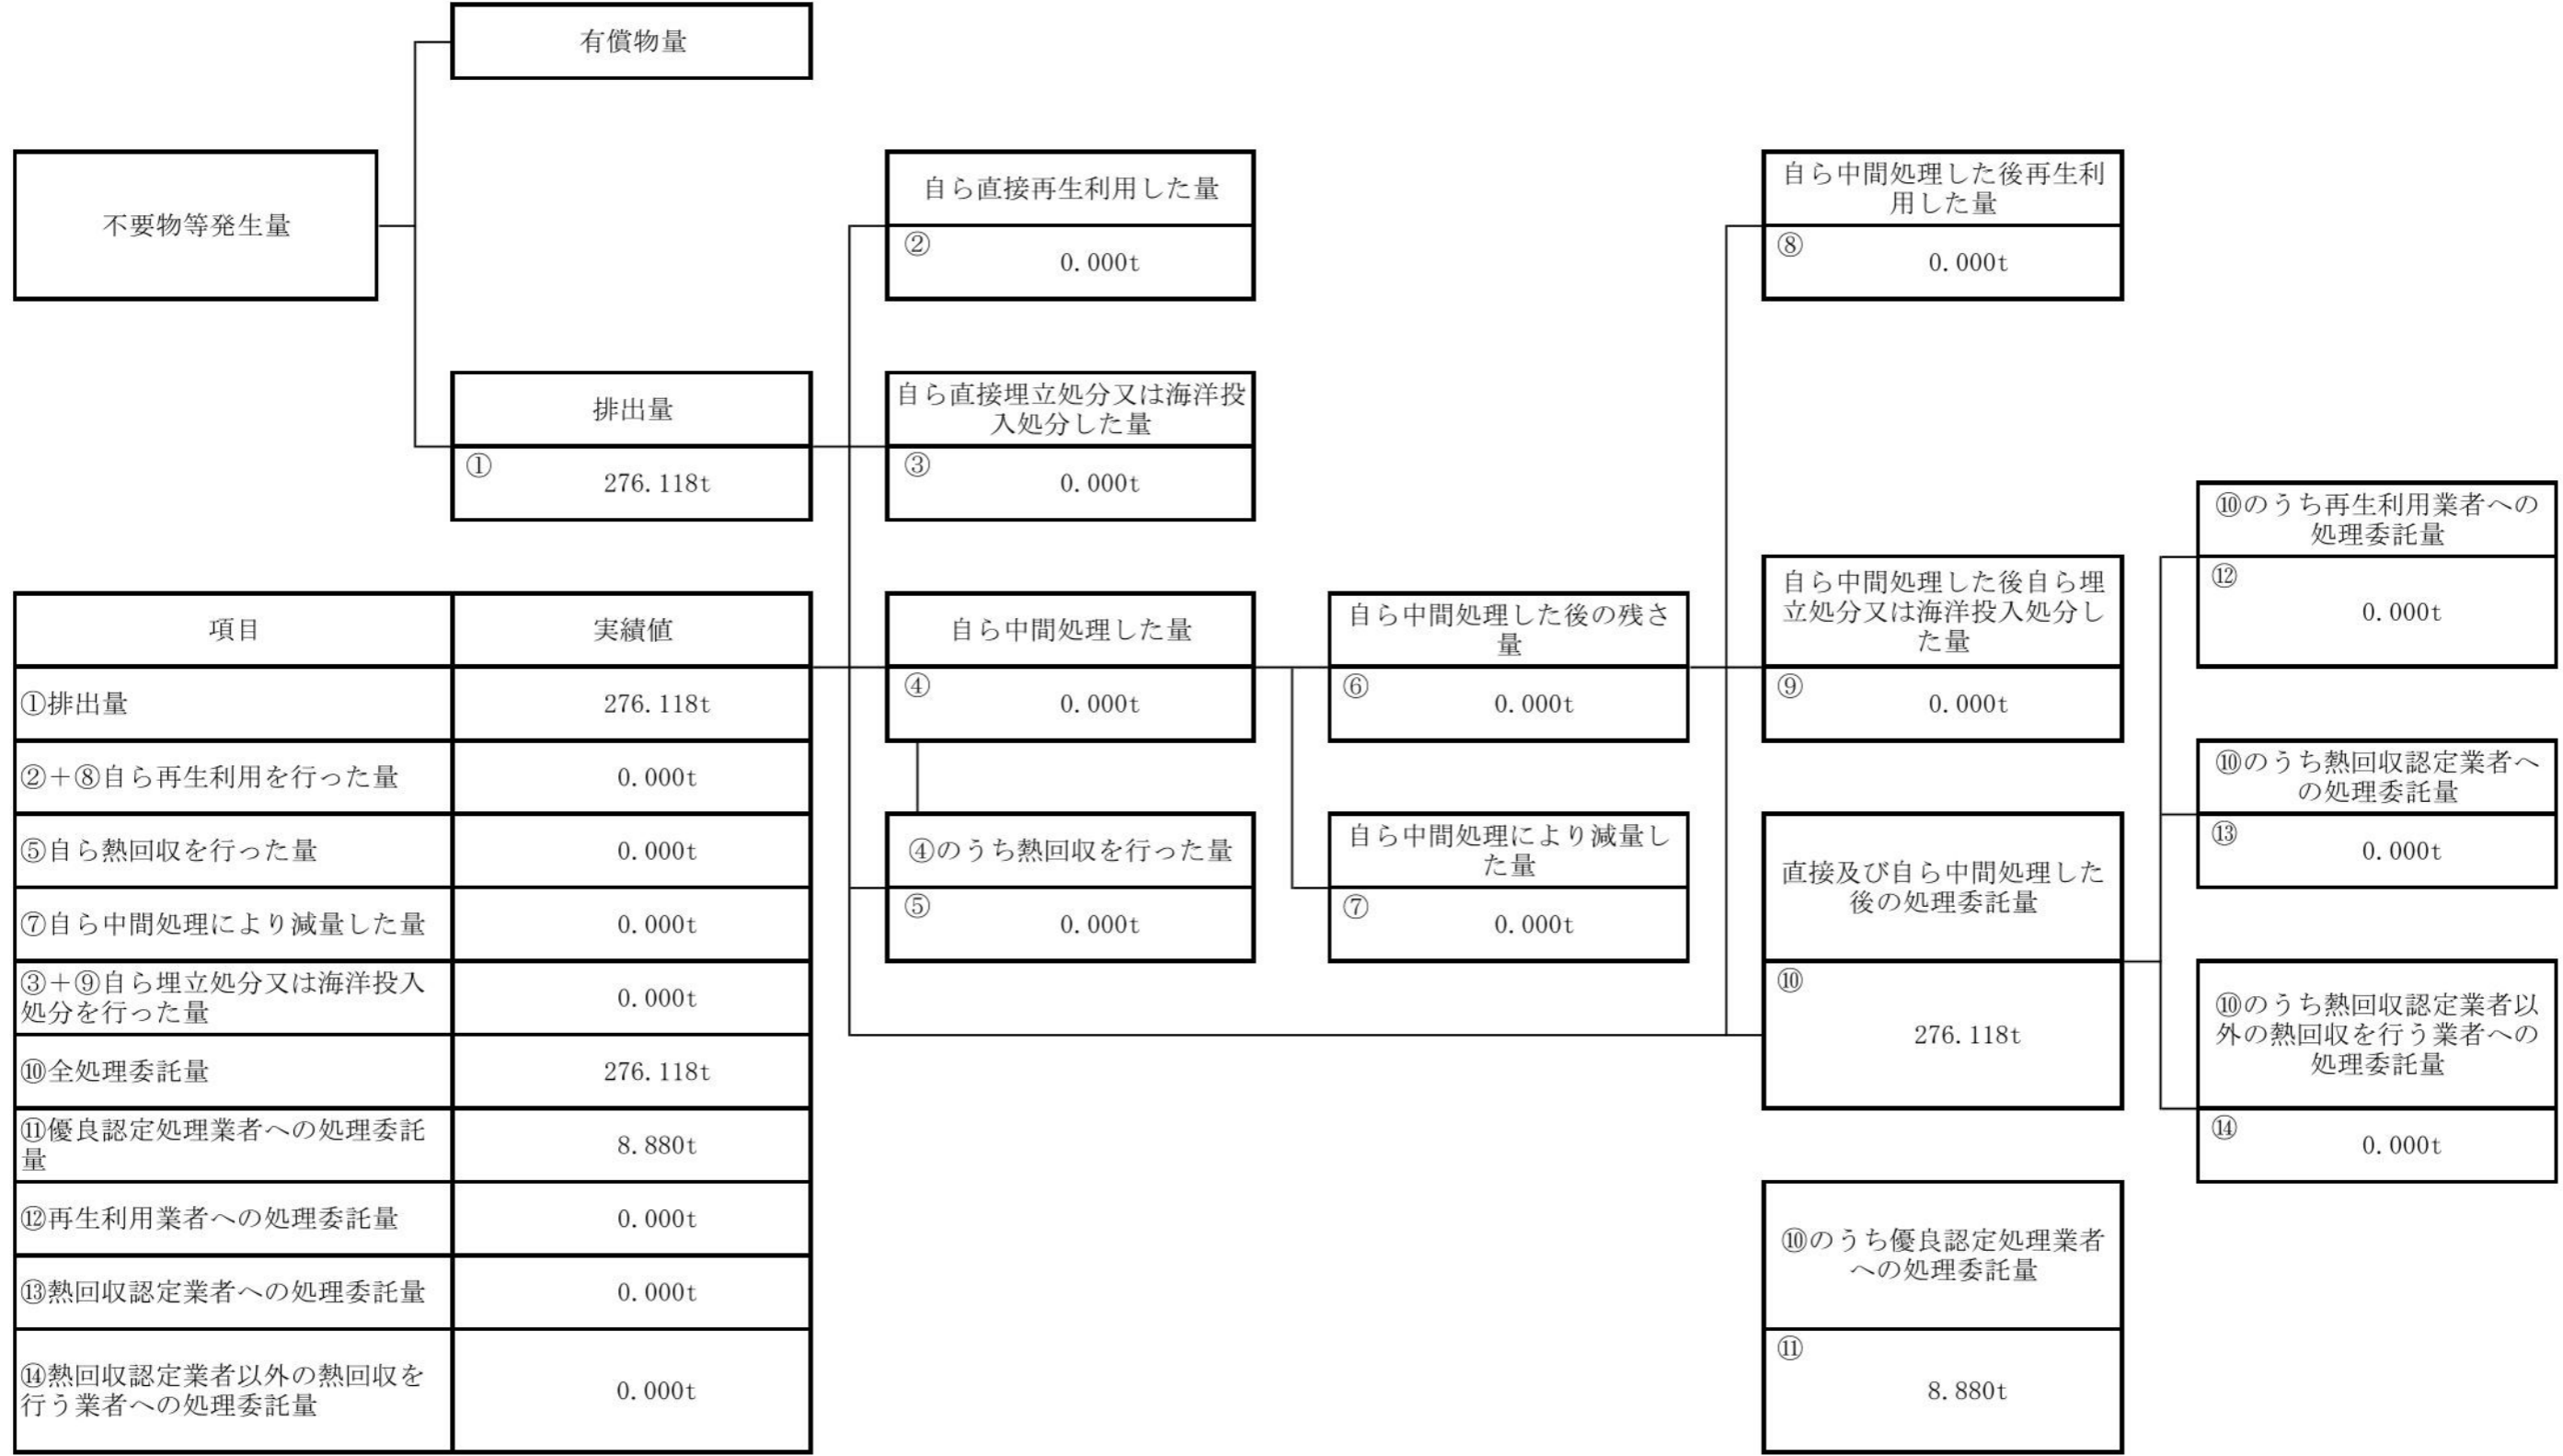 有償物量
不要物等発生量
自ら直接再生利用した量
② 0.000t
自ら中間処理した後再生利
用した量
⑧ 0.000t
排出量
① 276.118t
自ら直接埋立処分又は海洋投
入処分した量
③ 0.000t
項目 実績値
①排出量 276.118t
②+⑧自ら再生利用を行った量 0.000t
⑤自ら熱回収を行った量 0.000t
⑦自ら中間処理により減量した量 0.000t
③+⑨自ら埋立処分又は海洋投入
処分を行った量 0.000t
⑩全処理委託量 276.118t
⑪優良認定処理業者への処理委託
量 8.880t
⑫再生利用業者への処理委託量 0.000t
⑬熱回収認定業者への処理委託量 0.000t
⑭熱回収認定業者以外の熱回収を
行う業者への処理委託量 0.000t
自ら中間処理した量
④ 0.000t
④のうち熱回収を行った量
⑤ 0.000t
自ら中間処理した後の残さ
量
⑥ 0.000t
自ら中間処理により減量し
た量
⑦ 0.000t
自ら中間処理した後自ら埋
立処分又は海洋投入処分し
た量
⑨ 0.000t
直接及び自ら中間処理した
後の処理委託量
⑩
276.118t
⑩のうち優良認定処理業者
への処理委託量
⑪
8.880t
⑩のうち再生利用業者への
処理委託量
⑫
0.000t
⑩のうち熱回収認定業者へ
の処理委託量
⑬ 0.000t
⑩のうち熱回収認定業者以
外の熱回収を行う業者への
処理委託量
⑭ 0.000t